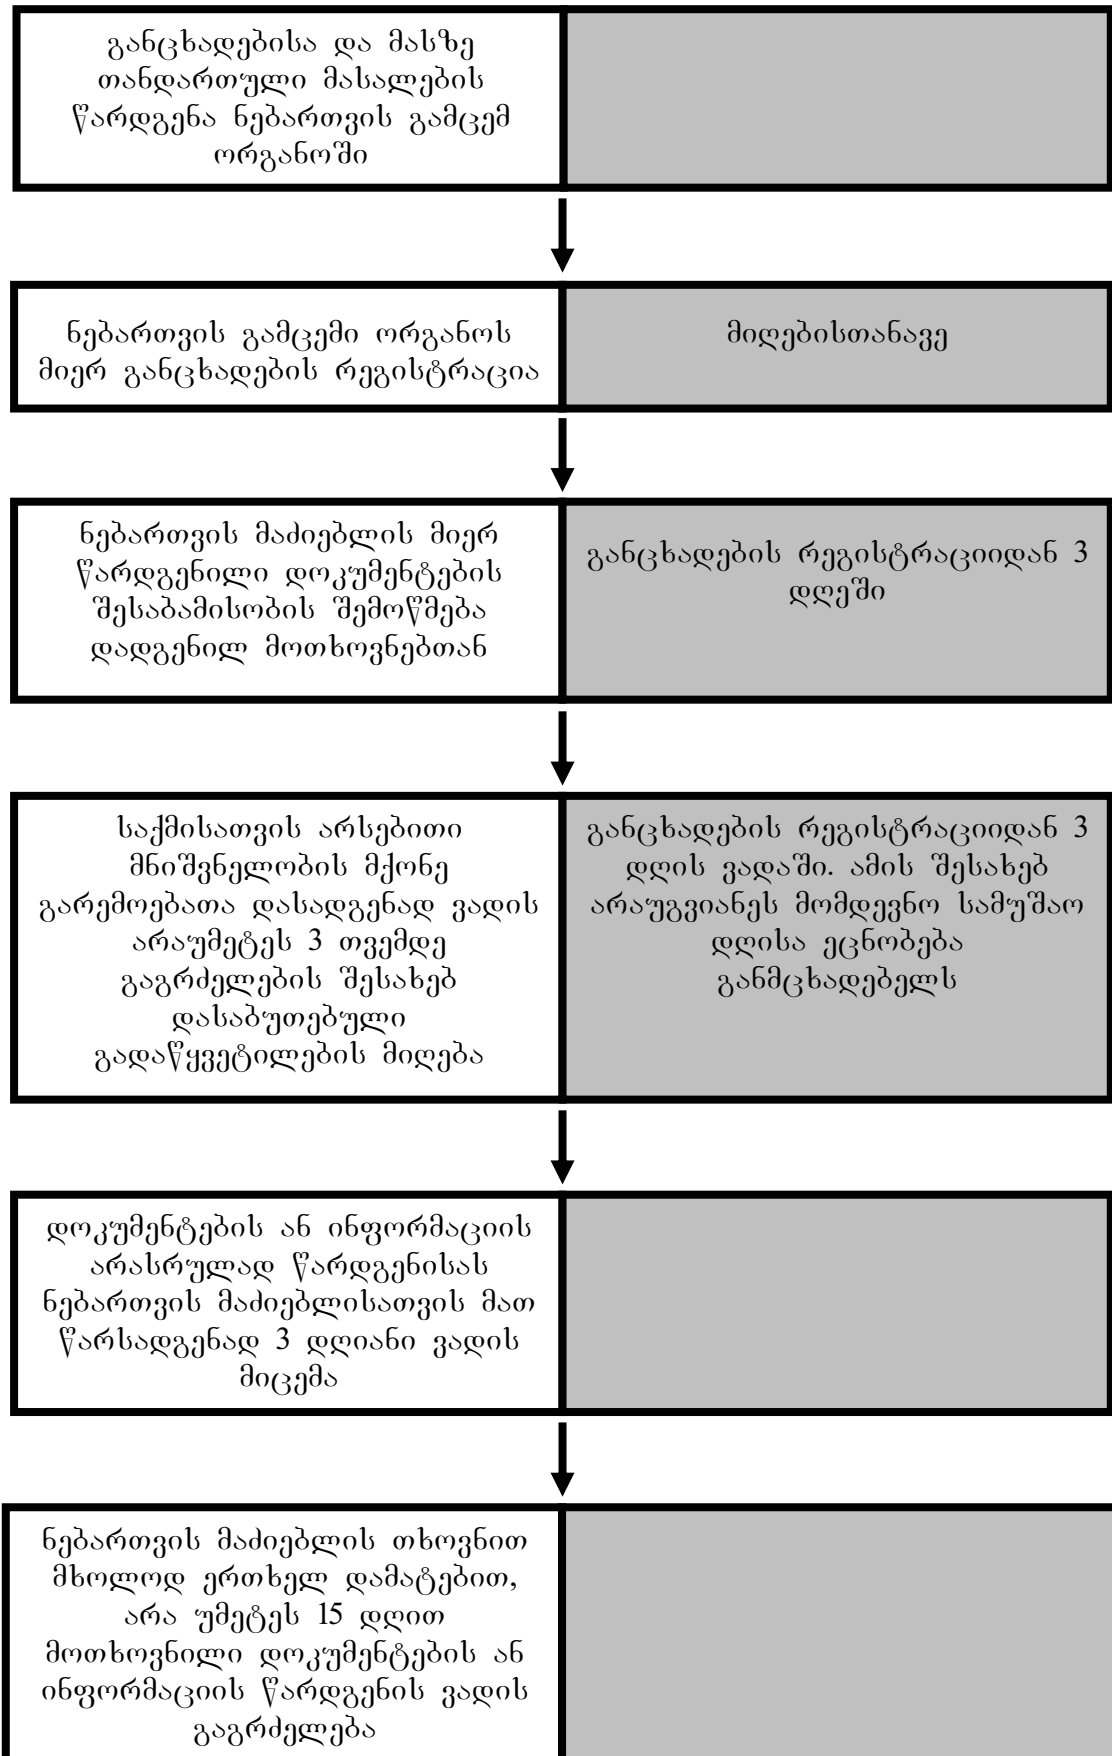 განცხადებისა და მასზე
თანდართული მასალების
წარდგენა ნებართვის გამცემ
ორგანოში
ნებართვის გამცემი ორგანოს
მიერ განცხადების რეგისტრაცია
მიღებისთანავე
ნებართვის მაძიებლის მიერ
წარდგენილი დოკუმენტების
შესაბამისობის შემოწმება
დადგენილ მოთხოვნებთან
განცხადების რეგისტრაციიდან 3
დღეში
საქმისათვის არსებითი
მნიშვნელობის მქონე
გარემოებათა დასადგენად ვადის
არაუმეტეს 3 თვემდე
გაგრძელების შესახებ
დასაბუთებული
გადაწყვეტილების მიღება
განცხადების რეგისტრაციიდან 3
დღის ვადაში. ამის შესახებ
არაუგვიანეს მომდევნო სამუშაო
დღისა ეცნობება
განმცხადებელს
დოკუმენტების ან ინფორმაციის
არასრულად წარდგენისას
ნებართვის მაძიებლისათვის მათ
წარსადგენად 3 დღიანი ვადის
მიცემა
ნებართვის მაძიებლის თხოვნით
მხოლოდ ერთხელ დამატებით,
არა უმეტეს 15 დღით
მოთხოვნილი დოკუმენტების ან
ინფორმაციის წარდგენის ვადის
გაგრძელება